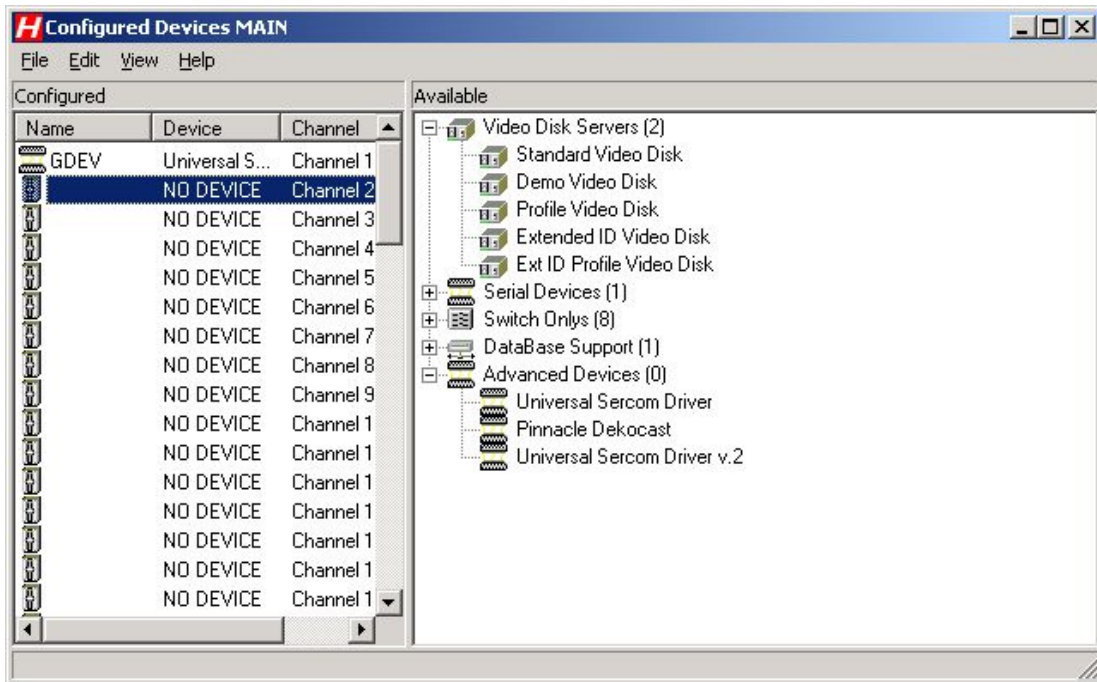 H Configured Devices MAIN
File Edit View Help
Configured
Name Device Channel
GDEV Universal S... Channel 1
NO DEVICE Channel 2
NO DEVICE Channel 3
NO DEVICE Channel 4
NO DEVICE Channel 5
NO DEVICE Channel 6
NO DEVICE Channel 7
NO DEVICE Channel 8
NO DEVICE Channel 9
NO DEVICE Channel 1
NO DEVICE Channel 1
NO DEVICE Channel 1
NO DEVICE Channel 1
NO DEVICE Channel 1
NO DEVICE Channel 1
NO DEVICE Channel 1
Available
Video Disk Servers (2)
Standard Video Disk
Demo Video Disk
Profile Video Disk
Extended ID Video Disk
Ext ID Profile Video Disk
Serial Devices (1)
Switch Onlys (8)
DataBase Support (1)
Advanced Devices (0)
Universal Sercom Driver
Pinnacle Dekocast
Universal Sercom Driver v.2